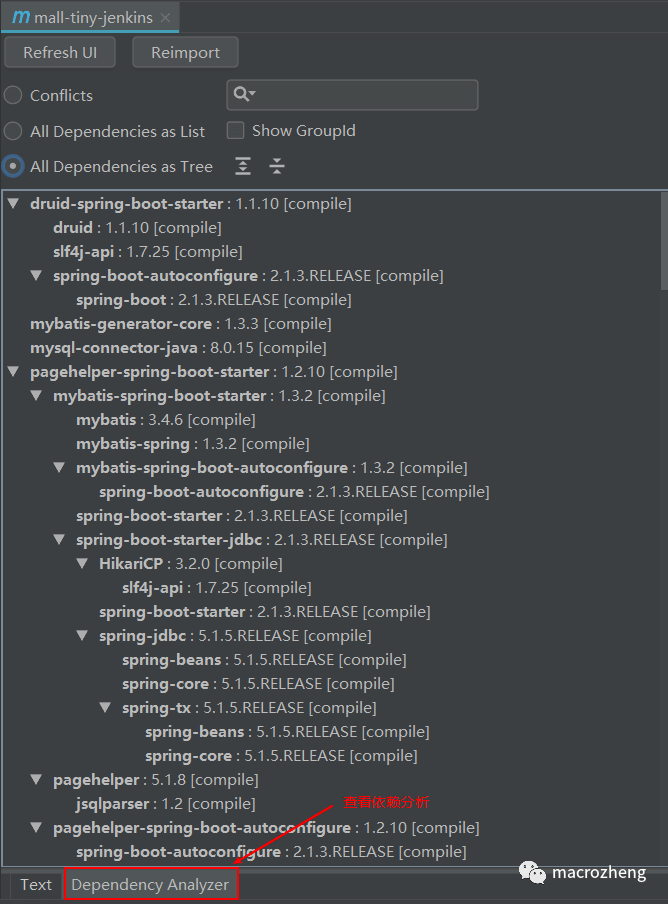 m mall-tiny-jenkins ×
Refresh UI Reimport
Conflicts
All Dependencies as List Show GroupId
All Dependencies as Tree
druid-spring-boot-starter : 1.1.10 [compile]
druid : 1.1.10 [compile]
slf4j-api : 1.7.25 [compile]
spring-boot-autoconfigure : 2.1.3.RELEASE [compile]
spring-boot : 2.1.3.RELEASE [compile]
mybatis-generator-core : 1.3.3 [compile]
mysql-connector-java : 8.0.15 [compile]
pagehelper-spring-boot-starter : 1.2.10 [compile]
mybatis-spring-boot-starter : 1.3.2 [compile]
mybatis : 3.4.6 [compile]
mybatis-spring : 1.3.2 [compile]
mybatis-spring-boot-autoconfigure : 1.3.2 [compile]
spring-boot-autoconfigure : 2.1.3.RELEASE [compile]
spring-boot-starter : 2.1.3.RELEASE [compile]
spring-boot-starter-jdbc : 2.1.3.RELEASE [compile]
HikariCP : 3.2.0 [compile]
slf4j-api : 1.7.25 [compile]
spring-boot-starter : 2.1.3.RELEASE [compile]
spring-jdbc : 5.1.5.RELEASE [compile]
spring-beans : 5.1.5.RELEASE [compile]
spring-core : 5.1.5.RELEASE [compile]
spring-tx : 5.1.5.RELEASE [compile]
spring-beans : 5.1.5.RELEASE [compile]
spring-core : 5.1.5.RELEASE [compile]
pagehelper : 5.1.8 [compile]
jsqlparser : 1.2 [compile]
查看依赖分析
pagehelper-spring-boot-autoconfigure : 1.2.10 [compile]
spring-boot-autoconfigure : 2.1.3.RELEASE [compile]
macrozheng
Text Dependency Analyzer